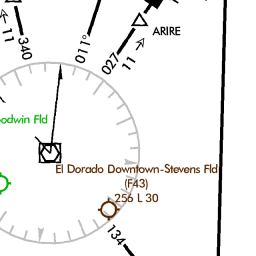 11
340
011°
027
11
ARIRE
odwin Fld
El Dorado Downtown-Stevens Fld
(F43)
256 L 30
134